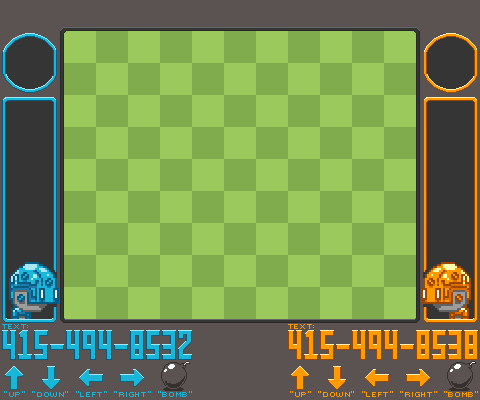 TEXT: TEXT:
415-494-8532 415-494-8538
"UP" "DOWN" "LEFT" "RIGHT" "BOMB" "UP" "DOWN" "LEFT" "RIGHT" "BOMB"